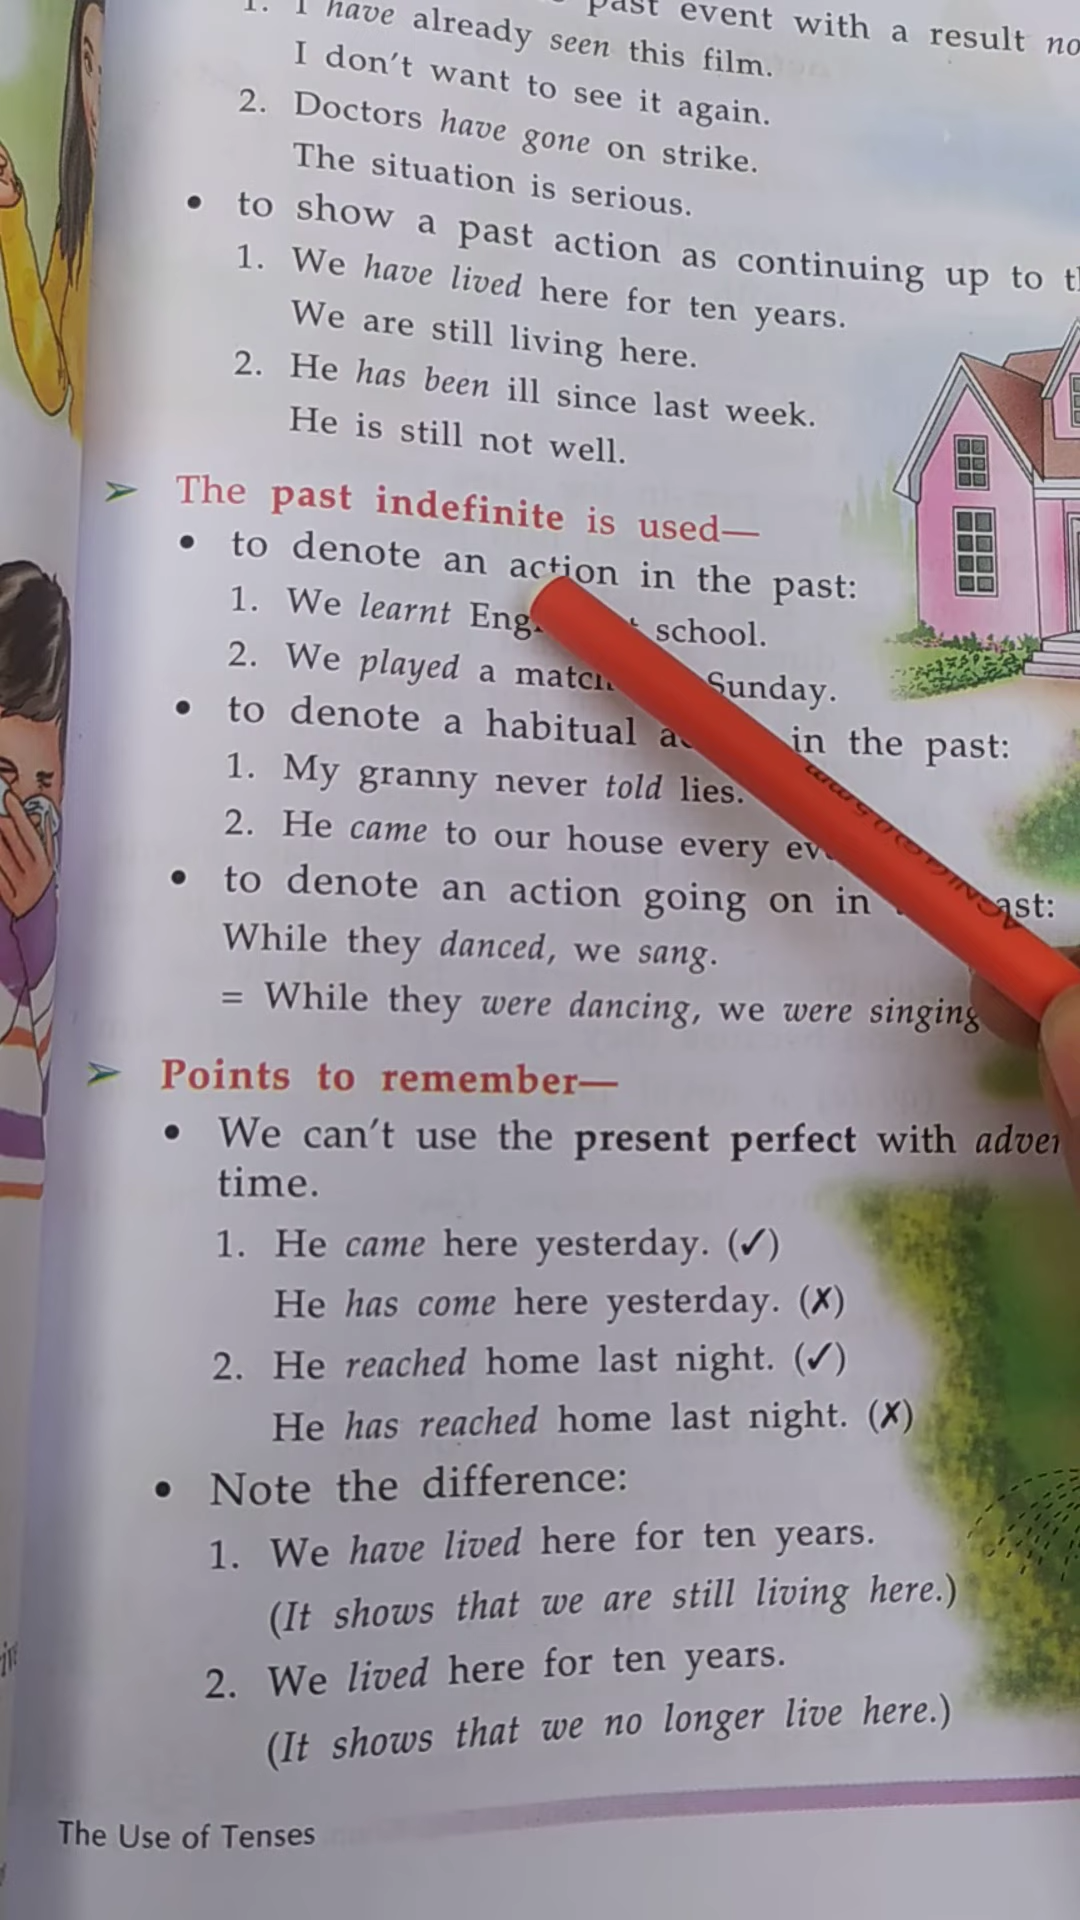 1. I have already seen this film. past event with a result
I don't want to see it again.
2. Doctors have gone on strike.
The situation is serious.
• to show a past action as continuing up to
1. We have lived here for ten years.
We are still living here.
2. He has been ill since last week.
He is still not well.
➢ The past indefinite is used—
• to denote an action in the past:
1. We learnt school.
2. We played a match Sunday.
• to denote a habitual in the past:
1. My granny never told lies.
2. He came to our house every
• to denote an action going on in
While they danced, we sang.
= While they were dancing, we were singing
➢ Points to remember—
• We can't use the present perfect with
time.
1. He came here yesterday. (✓)
He has come here yesterday. (✗)
2. He reached home last night. (✓)
He has reached home last night. (✗)
• Note the difference:
1. We have lived here for ten years.
(It shows that we are still living here.)
2. We lived here for ten years.
(It shows that we no longer live here.)
The Use of Tenses